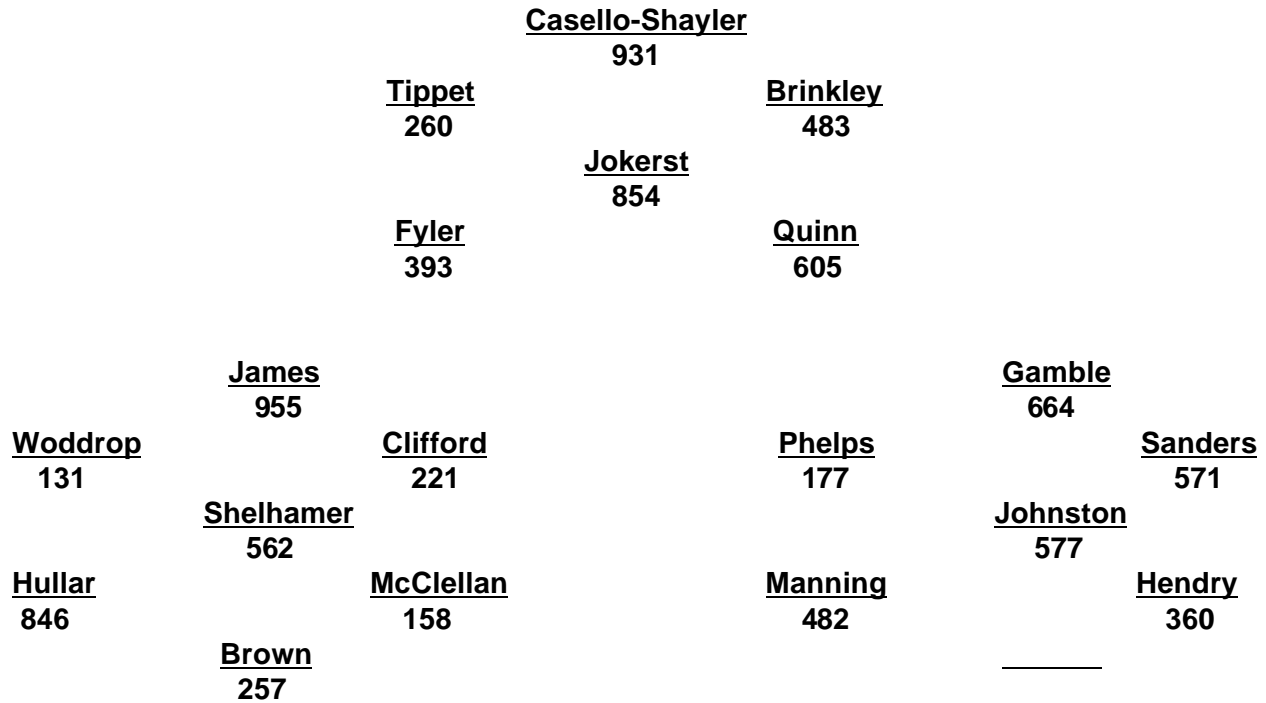 Casello-Shayler
931
Tippet Brinkley
260 483
Jokerst
854
Fyler Quinn
393 605
James Gamble
955 664
Woddrop Clifford Phelps Sanders
131 221 177 571
Shelhamer Johnston
562 577
Hullar McClellan Manning Hendry
846 158 482 360
Brown
257